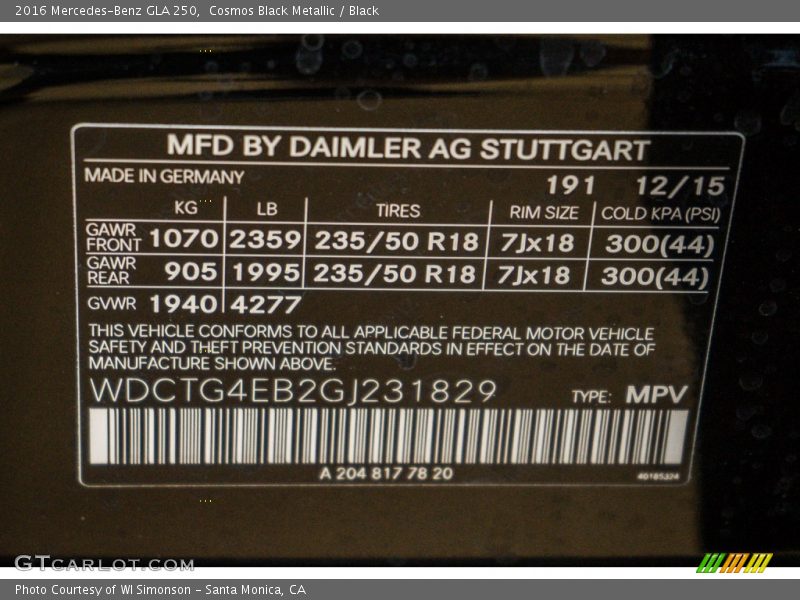 2016 Mercedes-Benz GLA 250,  Cosmos Black Metallic / Black
MFD BY DAIMLER AG STUTTGART
MADE IN GERMANY 191 12/15
KG LB TIRES RIM SIZE COLD KPA (PSI)
GAWR FRONT 1070 2359 235/50 R18 7Jx18 300(44)
GAWR REAR 905 1995 235/50 R18 7Jx18 300(44)
GVWR 1940 4277
THIS VEHICLE CONFORMS TO ALL APPLICABLE FEDERAL MOTOR VEHICLE
SAFETY AND THEFT PREVENTION STANDARDS IN EFFECT ON THE DATE OF
MANUFACTURE SHOWN ABOVE.
WDCTG4EB2GJ231829 TYPE: MPV
A 204 817 78 20 40185324
GTCARLOT.COM
Photo Courtesy of WI Simonson - Santa Monica, CA